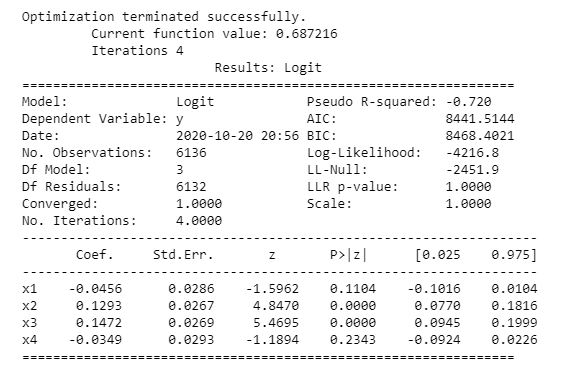 Optimization terminated successfully.
Current function value: 0.687216
Iterations 4
Results: Logit
=================================================================
Model: Logit Pseudo R-squared: -0.720
Dependent Variable: y AIC: 8441.5144
Date: 2020-10-20 20:56 BIC: 8468.4021
No. Observations: 6136 Log-Likelihood: -4216.8
Df Model: 3 LL-Null: -2451.9
Df Residuals: 6132 LLR p-value: 1.0000
Converged: 1.0000 Scale: 1.0000
No. Iterations: 4.0000
-------------------------------------------------------------------
Coef. Std.Err. z P>|z| [0.025 0.975]
-------------------------------------------------------------------
x1 -0.0456 0.0286 -1.5962 0.1104 -0.1016 0.0104
x2 0.1293 0.0267 4.8470 0.0000 0.0770 0.1816
x3 0.1472 0.0269 5.4695 0.0000 0.0945 0.1999
x4 -0.0349 0.0293 -1.1894 0.2343 -0.0924 0.0226
=================================================================